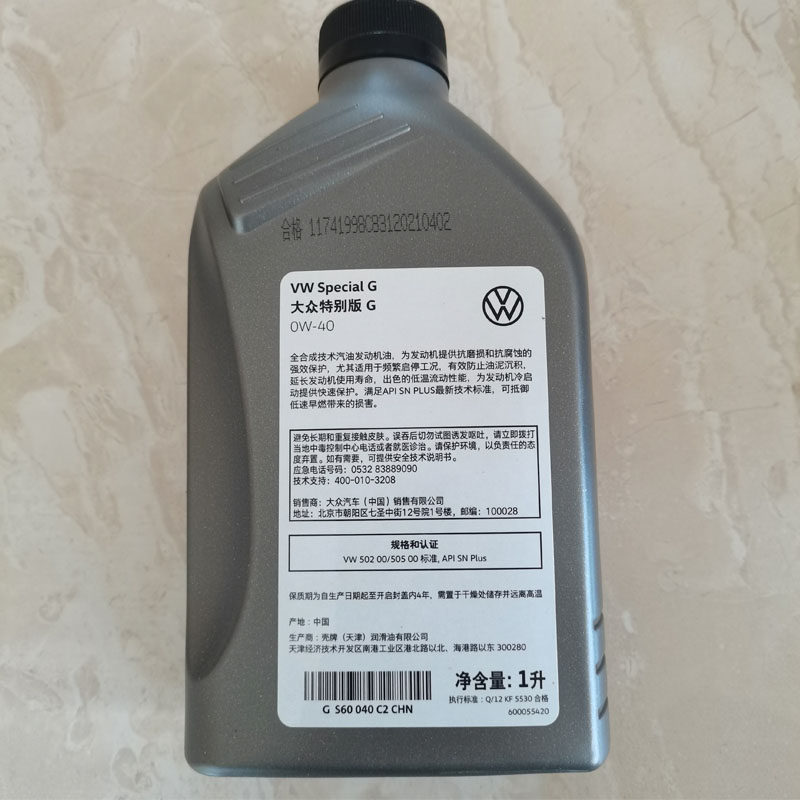 合格 11741998CB3120210402
VW Special G
大众特别版 G
0W-40
全合成技术汽油发动机油，为发动机提供抗磨损和抗腐蚀的
强效保护，尤其适用于频繁启停工况，有效防止油泥沉积，
延长发动机使用寿命，出色的低温流动性能，为发动机冷启
动提供快速保护。满足API SN PLUS最新技术标准，可抵御
低速早燃带来的损害。
避免长期和重复接触皮肤。误吞后切勿试图诱发呕吐，请立即拨打
当地中毒控制中心电话或者就医诊治。请保护环境，以负责任的态
度弃置。如有需要，可提供安全技术说明书。
应急电话号码：0532 83889090
技术支持：400-010-3208
销售商：大众汽车（中国）销售有限公司
地址：北京市朝阳区七圣中街12号院1号楼，邮编：100028
规格和认证
VW 502 00/505 00 标准, API SN Plus
保质期为自生产日期起至开启封盖内4年，需置于干燥处储存并远离高温
产地：中国
生产商：壳牌（天津）润滑油有限公司
天津经济技术开发区南港工业区港北路以北、海港路以东 300280
净含量: 1升
执行标准：Q/12 KF 5530 合格
G S60 040 C2 CHN
600055420